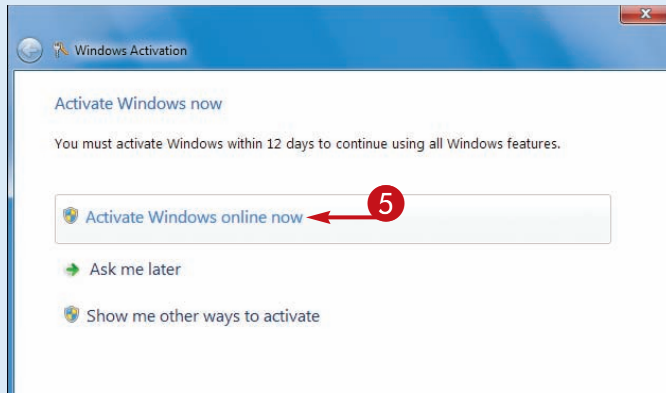 x
Windows Activation
Activate Windows now
You must activate Windows within 12 days to continue using all Windows features.
Activate Windows online now
5
Ask me later
Show me other ways to activate